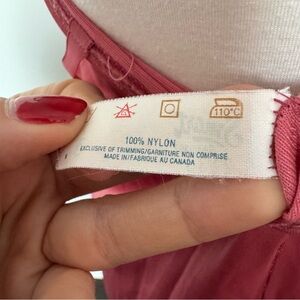 110°C
100% NYLON
EXCLUSIVE OF TRIMMING/GARNITURE NON COMPRISE
MADE IN/FABRIQUE AU CANADA